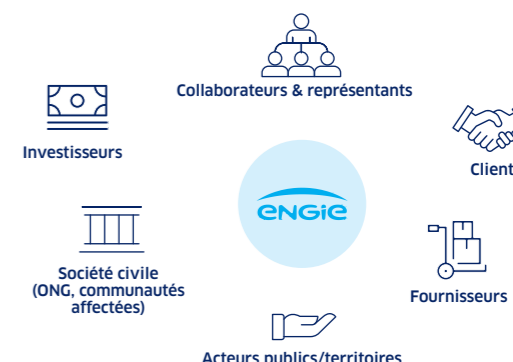 Collaborateurs & représentants
Investisseurs
Client
ENGIE
Société civile
(ONG, communautés
affectées)
Fournisseurs
Acteurs publics/territoires